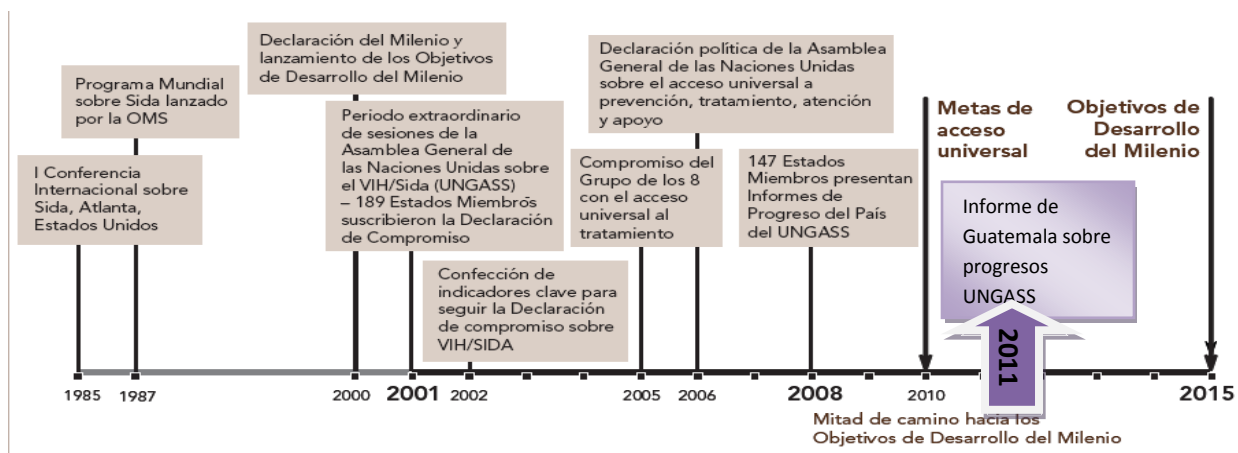 Programa Mundial
sobre Sida lanzado
por la OMS
I Conferencia
Internacional sobre
Sida, Atlanta,
Estados Unidos
Declaración del Milenio y
lanzamiento de los Objetivos
de Desarrollo del Milenio
Periodo extraordinario
de sesiones de la
Asamblea General de
las Naciones Unidas sobre
el VIH/Sida (UNGASS)
– 189 Estados Miembros
suscribieron la Declaración
de Compromiso
Confección de
indicadores clave para
seguir la Declaración
de compromiso sobre
VIH/SIDA
Declaración política de la Asamblea
General de las Naciones Unidas
sobre el acceso universal a
prevención, tratamiento, atención
y apoyo
Compromiso del
Grupo de los 8
con el acceso
universal al
tratamiento
147 Estados
Miembros presentan
Informes de
Progreso del País
del UNGASS
Metas de
acceso
universal
Objetivos de
Desarrollo
del Milenio
Informe de
Guatemala sobre
progresos
UNGASS
2011
1985 1987 2000 2001 2002 2005 2006 2008 2010 2015
Mitad de camino hacia los
Objetivos de Desarrollo del Milenio